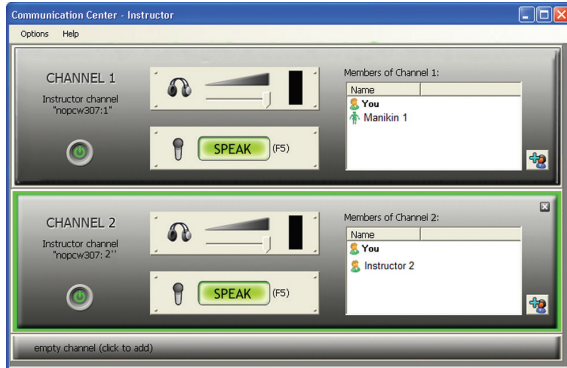 Communication Center - Instructor
Options Help
CHANNEL 1
Instructor channel
"nopcw307:1"
SPEAK (F5)
Members of Channel 1:
Name
You
Manikin 1
CHANNEL 2
Instructor channel
"nopcw307: 2"
SPEAK (F5)
Members of Channel 2:
Name
You
Instructor 2
empty channel (click to add)